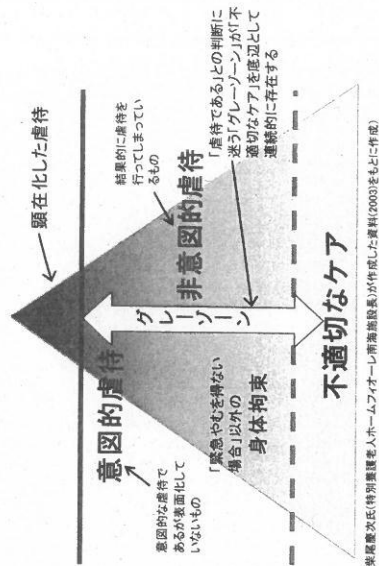 顕在化した虐待
意図的虐待
意図的な虐待で
あるが表面化して
いないもの
結果的に虐待を
行ってしまってい
るもの
非意図的虐待
グレーゾーン
「緊急やむを得ない
場合」以外の
身体拘束
「虐待である」との判断に
迷う「グレーゾーン」が「不
適切なケア」を底辺として
連続的に存在する
不適切なケア
柴尾慶次氏(特別養護老人ホームフィオーレ南海施設長)が作成した資料(2003)をもとに作成)